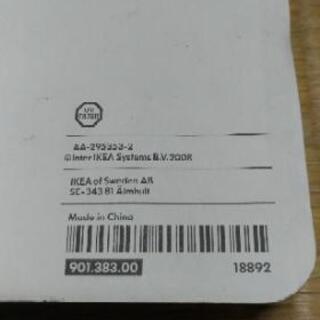 AA-295353-2
© Inter IKEA Systems B.V. 2008
IKEA of Sweden AB
SE-343 81 Älmhult
Made in China
901.383.00
18892